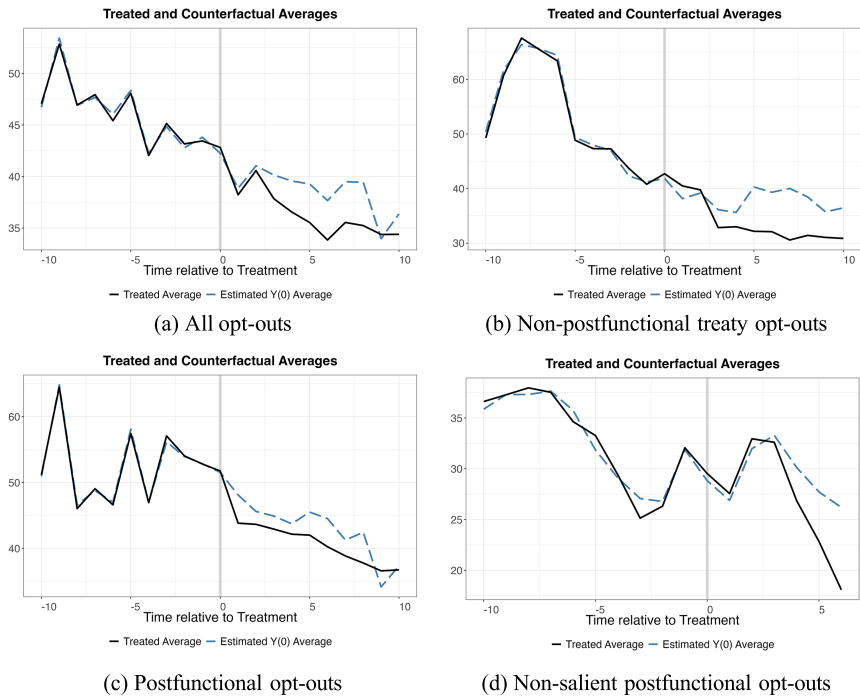 Treated and Counterfactual Averages
50
45
40
35
-10
-5
0
5
10
Time relative to Treatment
Treated Average
Estimated Y(0) Average
(a) All opt-outs
Treated and Counterfactual Averages
60
50
40
30
-10
-5
0
5
10
Time relative to Treatment
Treated Average
Estimated Y(0) Average
(b) Non-postfunctional treaty opt-outs
Treated and Counterfactual Averages
60
50
40
-10
-5
0
5
10
Time relative to Treatment
Treated Average
Estimated Y(0) Average
(c) Postfunctional opt-outs
Treated and Counterfactual Averages
35
30
25
20
-10
-5
0
5
Time relative to Treatment
Treated Average
Estimated Y(0) Average
(d) Non-salient postfunctional opt-outs